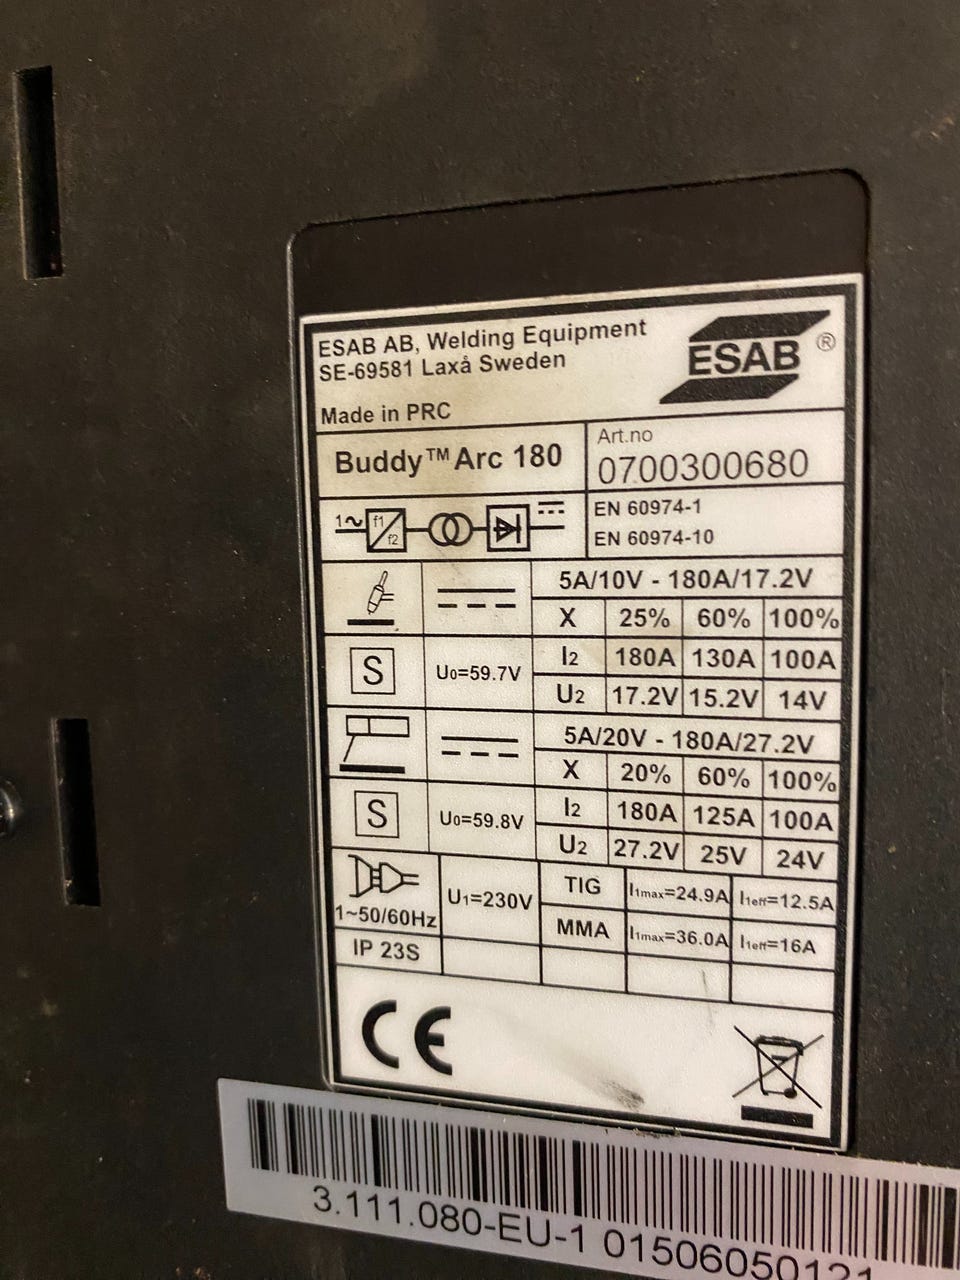 ESAB AB, Welding Equipment
SE-69581 Laxå Sweden
Made in PRC
ESAB®
Buddy™ Arc 180
Art.no
0700300680
1~ f1 f2
EN 60974-1
EN 60974-10
5A/10V - 180A/17.2V
X 25% 60% 100%
S U0=59.7V
I2 180A 130A 100A
U2 17.2V 15.2V 14V
5A/20V - 180A/27.2V
X 20% 60% 100%
S U0=59.8V
I2 180A 125A 100A
U2 27.2V 25V 24V
1~50/60Hz
U1=230V
TIG I1max=24.9A I1eff=12.5A
MMA I1max=36.0A I1eff=16A
IP 23S
CE
3.111.080-EU-1 01506050121